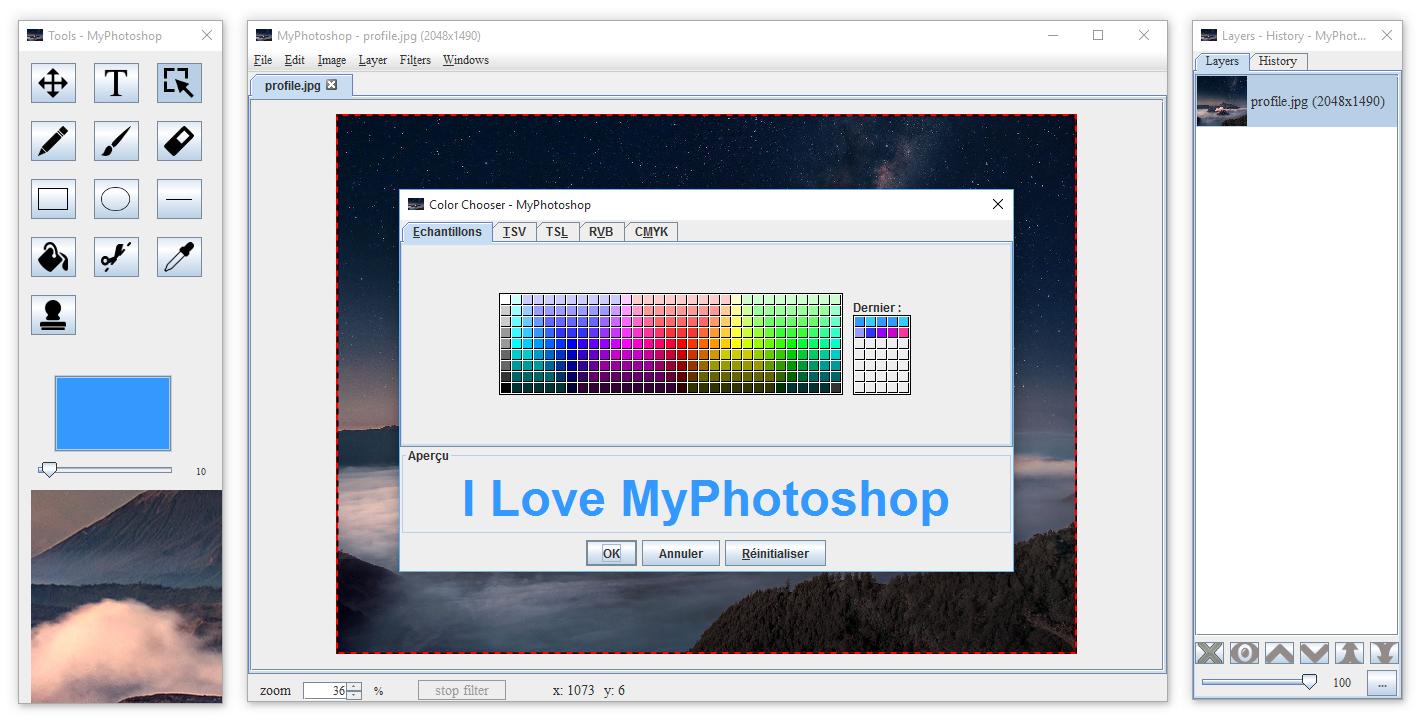 Tools - MyPhotoshop
T
10
MyPhotoshop - profile.jpg (2048x1490)
File Edit Image Layer Filters Windows
profile.jpg
Color Chooser - MyPhotoshop
Echantillons TSV TSL RVB CMYK
Dernier :
Aperçu
I Love MyPhotoshop
OK Annuler Réinitialiser
zoom 36 % stop filter x: 1073 y: 6
Layers - History - MyPhot...
Layers History
profile.jpg (2048x1490)
100 ...